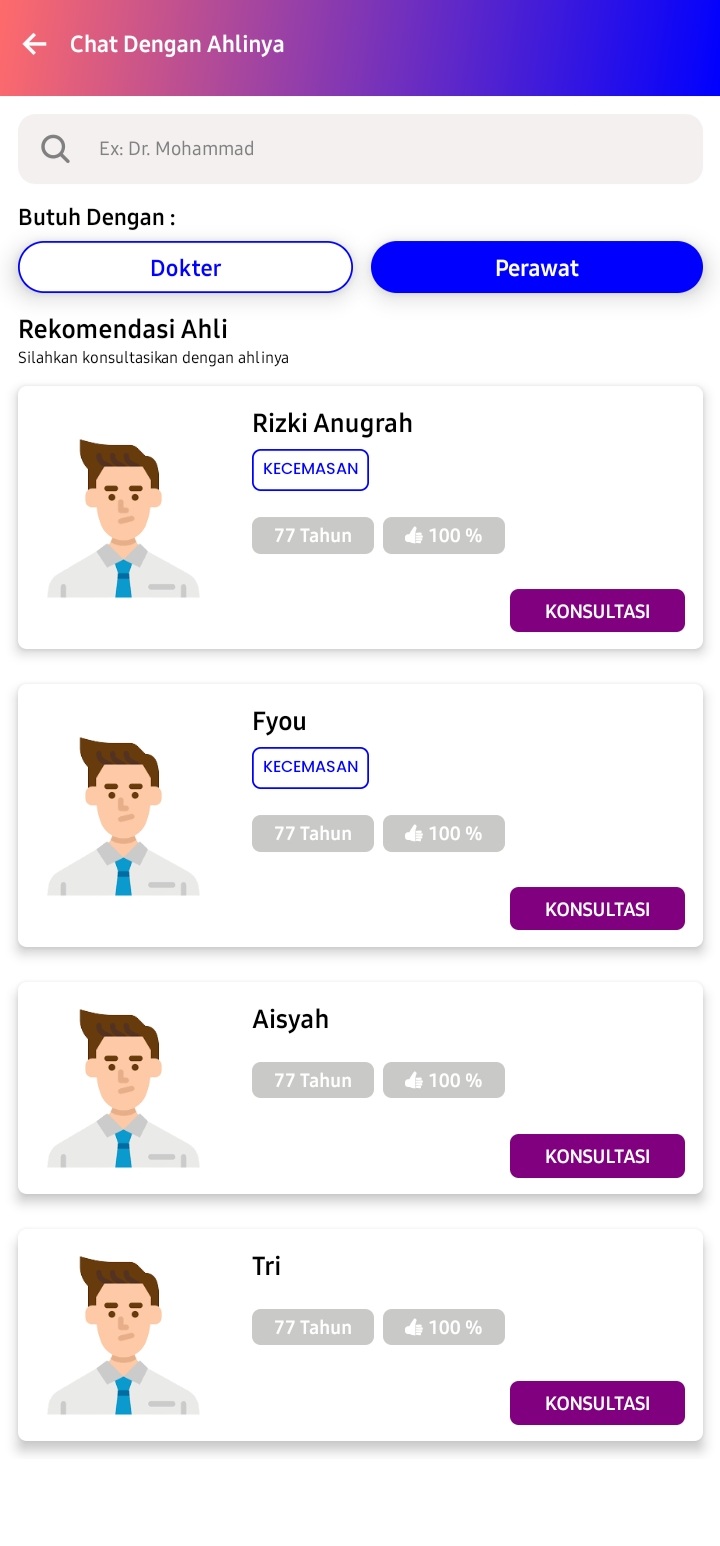 Chat Dengan Ahlinya
Ex: Dr. Mohammad
Butuh Dengan :
Dokter
Perawat
Rekomendasi Ahli
Silahkan konsultasikan dengan ahlinya
Rizki Anugrah
KECEMASAN
77 Tahun
100 %
KONSULTASI
Fyou
KECEMASAN
77 Tahun
100 %
KONSULTASI
Aisyah
77 Tahun
100 %
KONSULTASI
Tri
77 Tahun
100 %
KONSULTASI